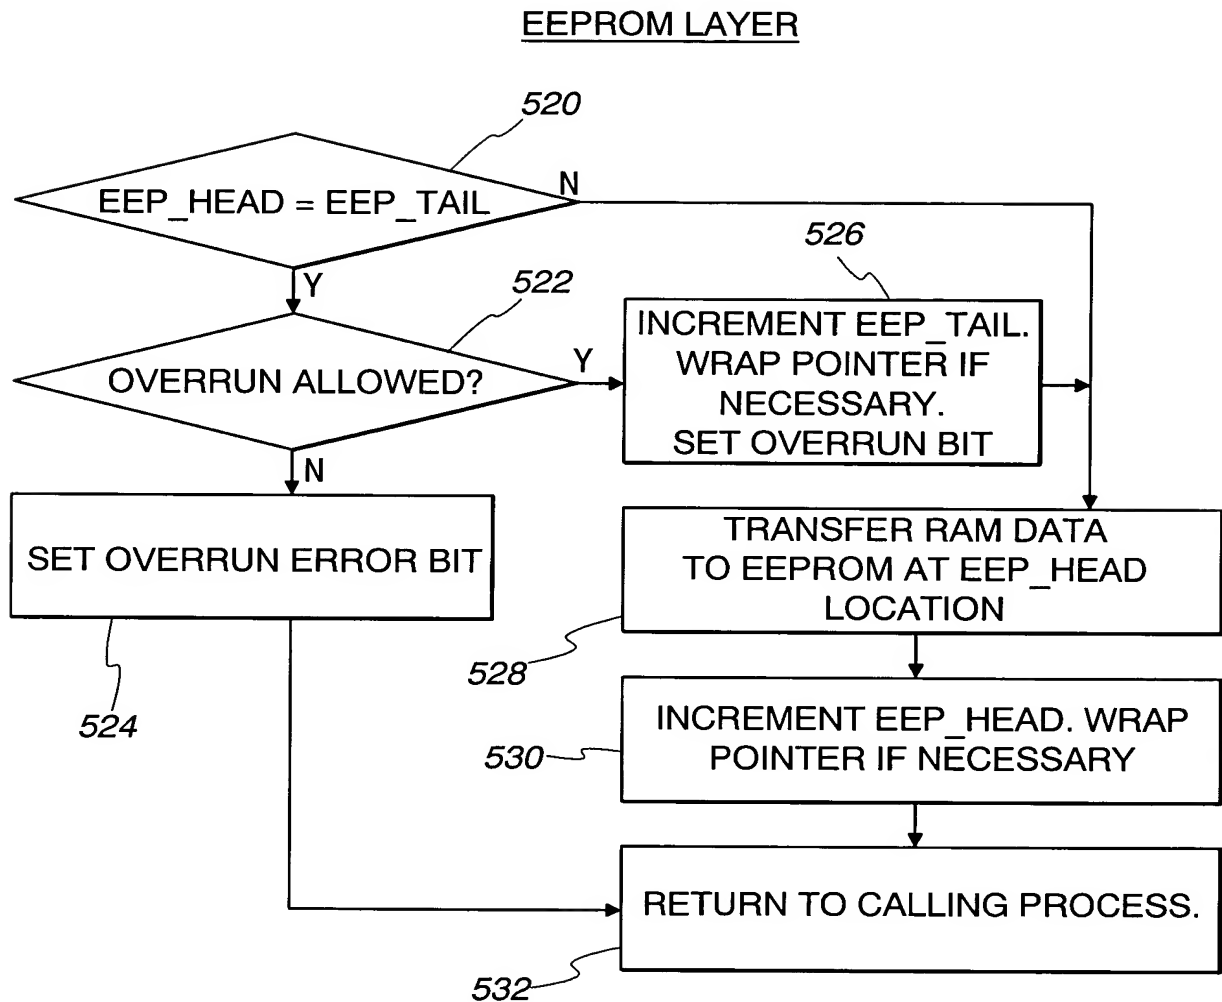 EEPROM LAYER
520
EEP_HEAD = EEP_TAIL
N
Y
522
OVERRUN ALLOWED?
Y
N
526
INCREMENT EEP_TAIL.
WRAP POINTER IF
NECESSARY.
SET OVERRUN BIT
SET OVERRUN ERROR BIT
524
TRANSFER RAM DATA
TO EEPROM AT EEP_HEAD
LOCATION
528
INCREMENT EEP_HEAD. WRAP
POINTER IF NECESSARY
530
RETURN TO CALLING PROCESS.
532